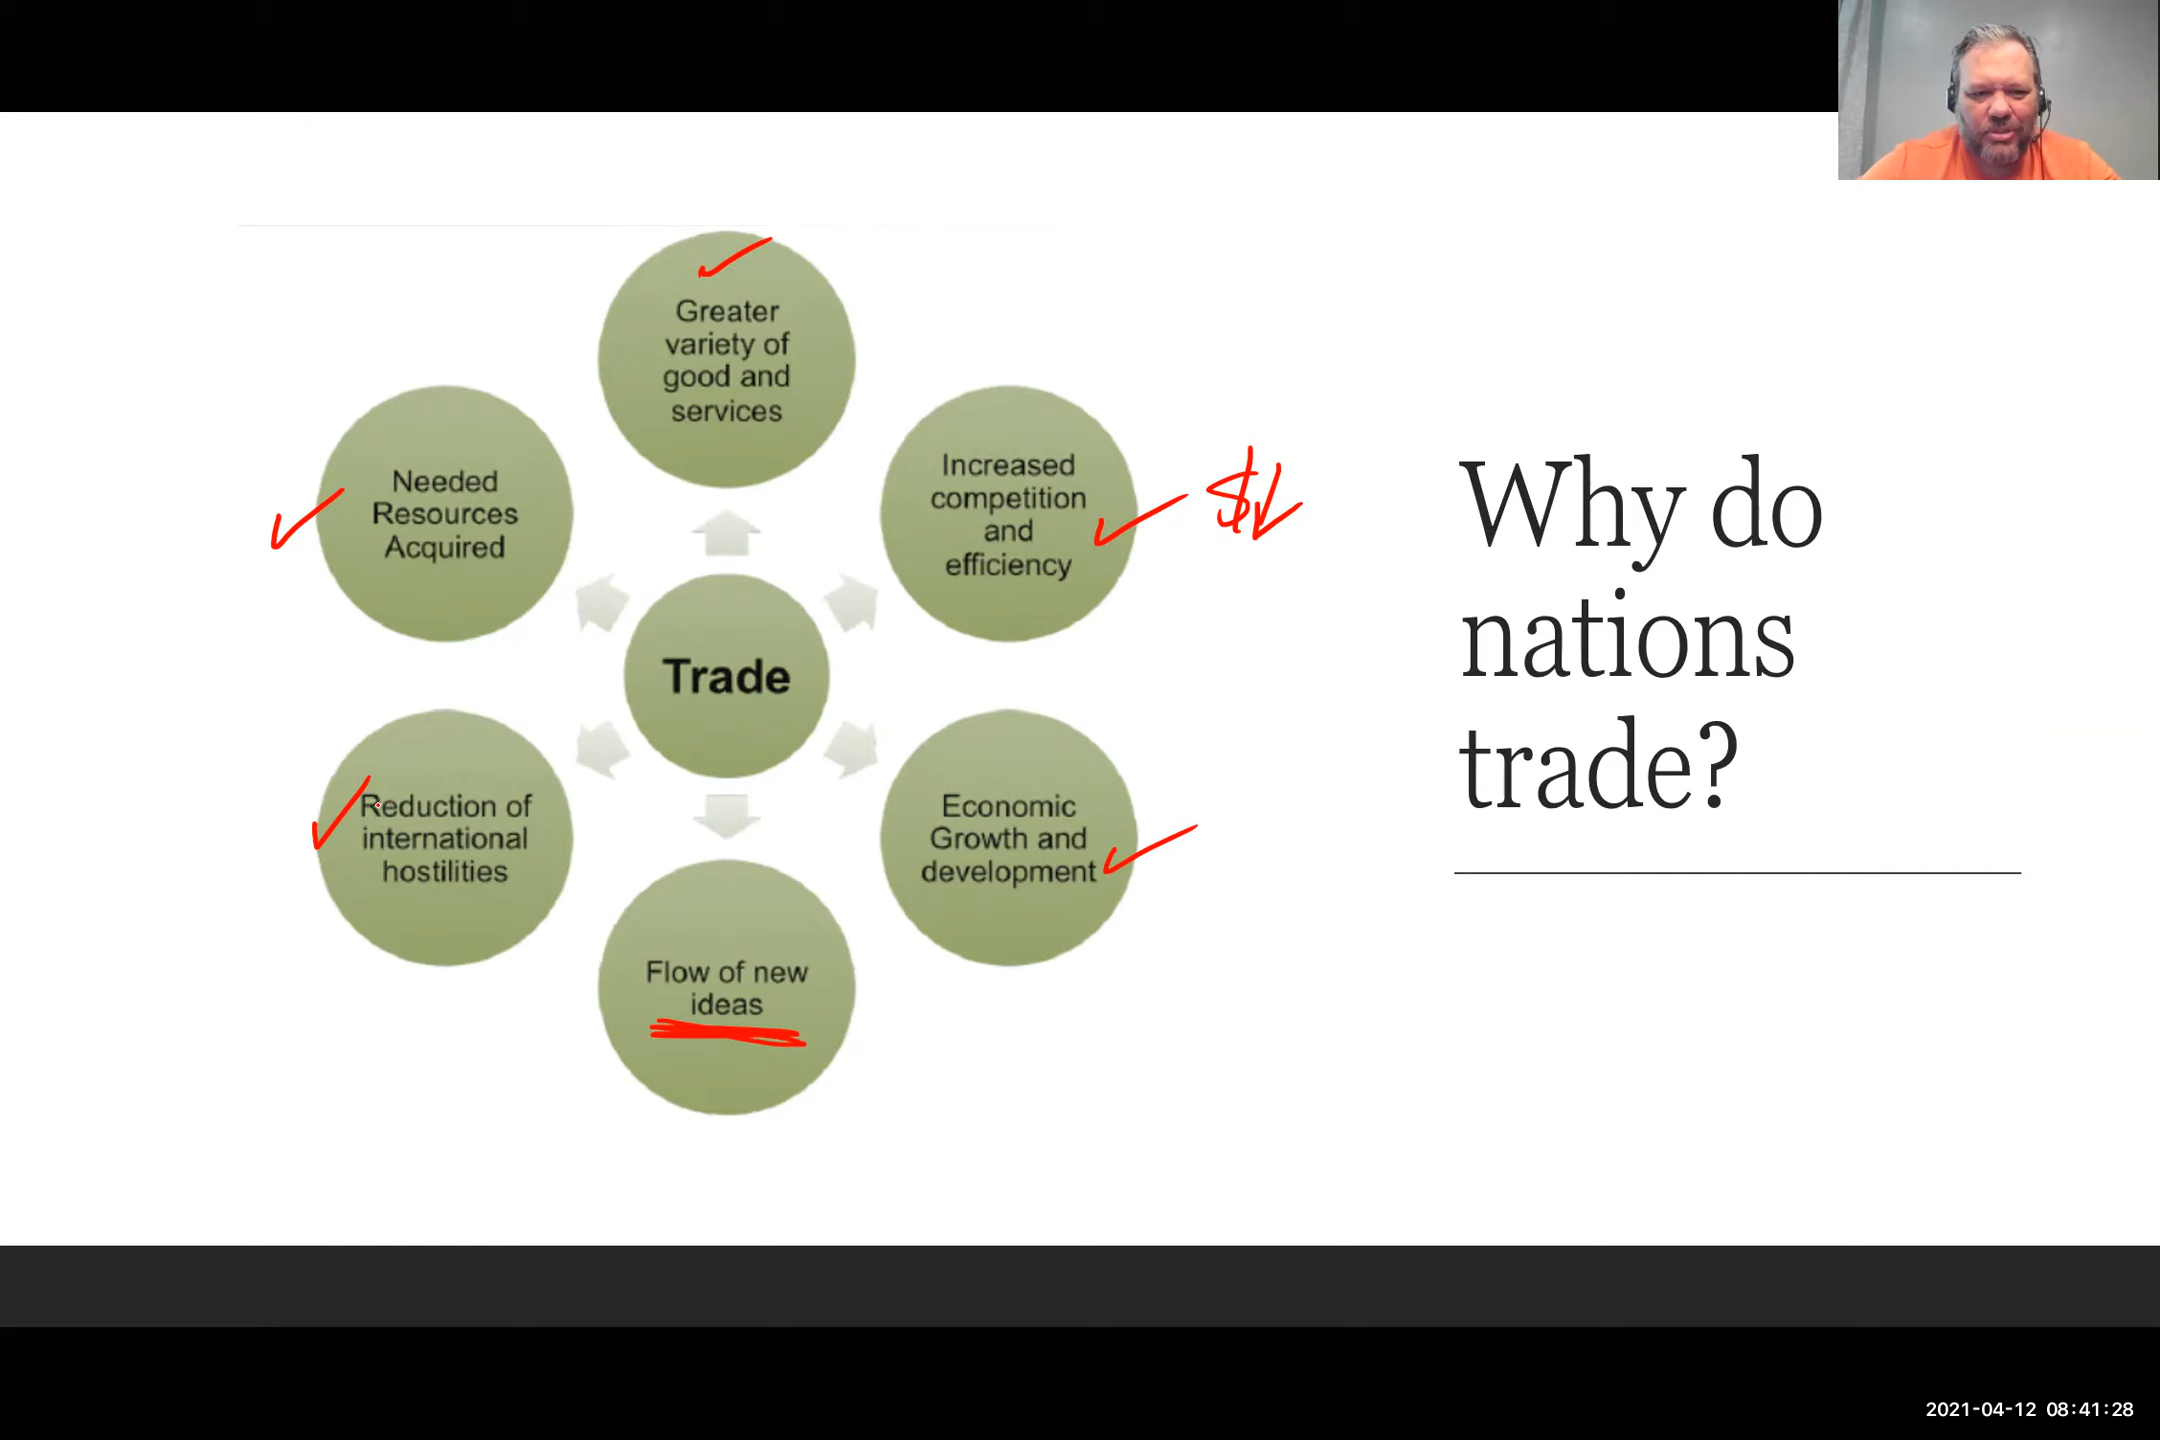 Greater
variety of
good and
services
Needed
Resources
Acquired
Increased
competition
and
efficiency
$
Trade
Reduction of
international
hostilities
Economic
Growth and
development
Flow of new
ideas
Why do
nations
trade?
2021-04-12 08:41:28